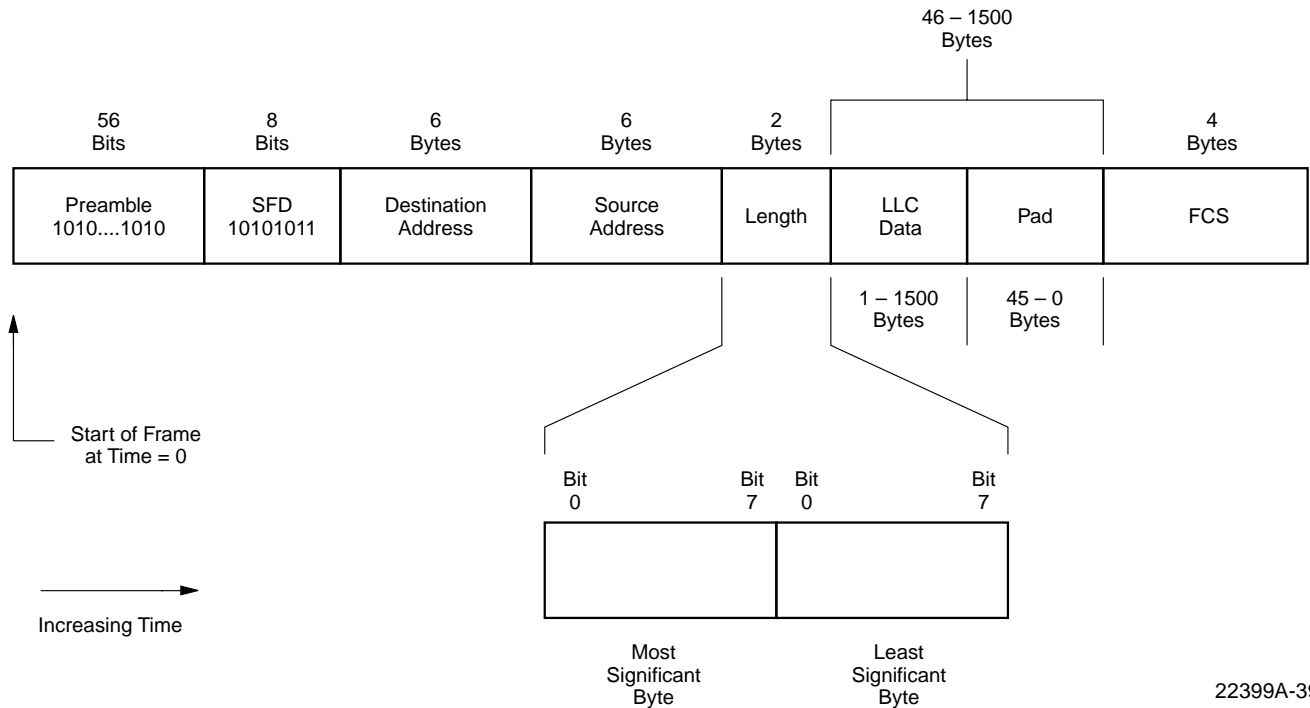 46 – 1500
Bytes
56
Bits
8
Bits
6
Bytes
6
Bytes
2
Bytes
4
Bytes
Preamble
1010....1010
SFD
10101011
Destination
Address
Source
Address
Length
LLC
Data
Pad
FCS
1 – 1500
Bytes
45 – 0
Bytes
Start of Frame
at Time = 0
Bit
0
Bit
7
Bit
0
Bit
7
Increasing Time
Most
Significant
Byte
Least
Significant
Byte
22399A-39